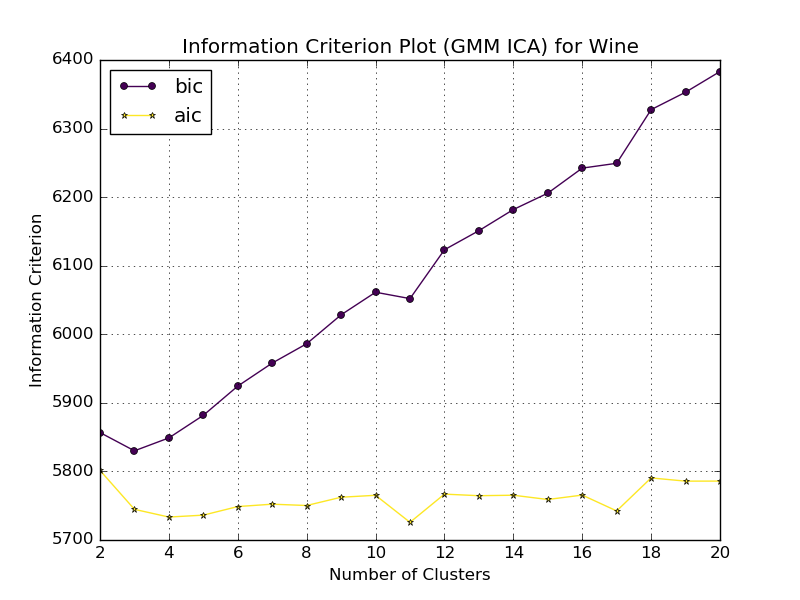 Information Criterion Plot (GMM ICA) for Wine
bic
aic
6400
6300
6200
6100
6000
5900
5800
5700
Information Criterion
2 4 6 8 10 12 14 16 18 20
Number of Clusters